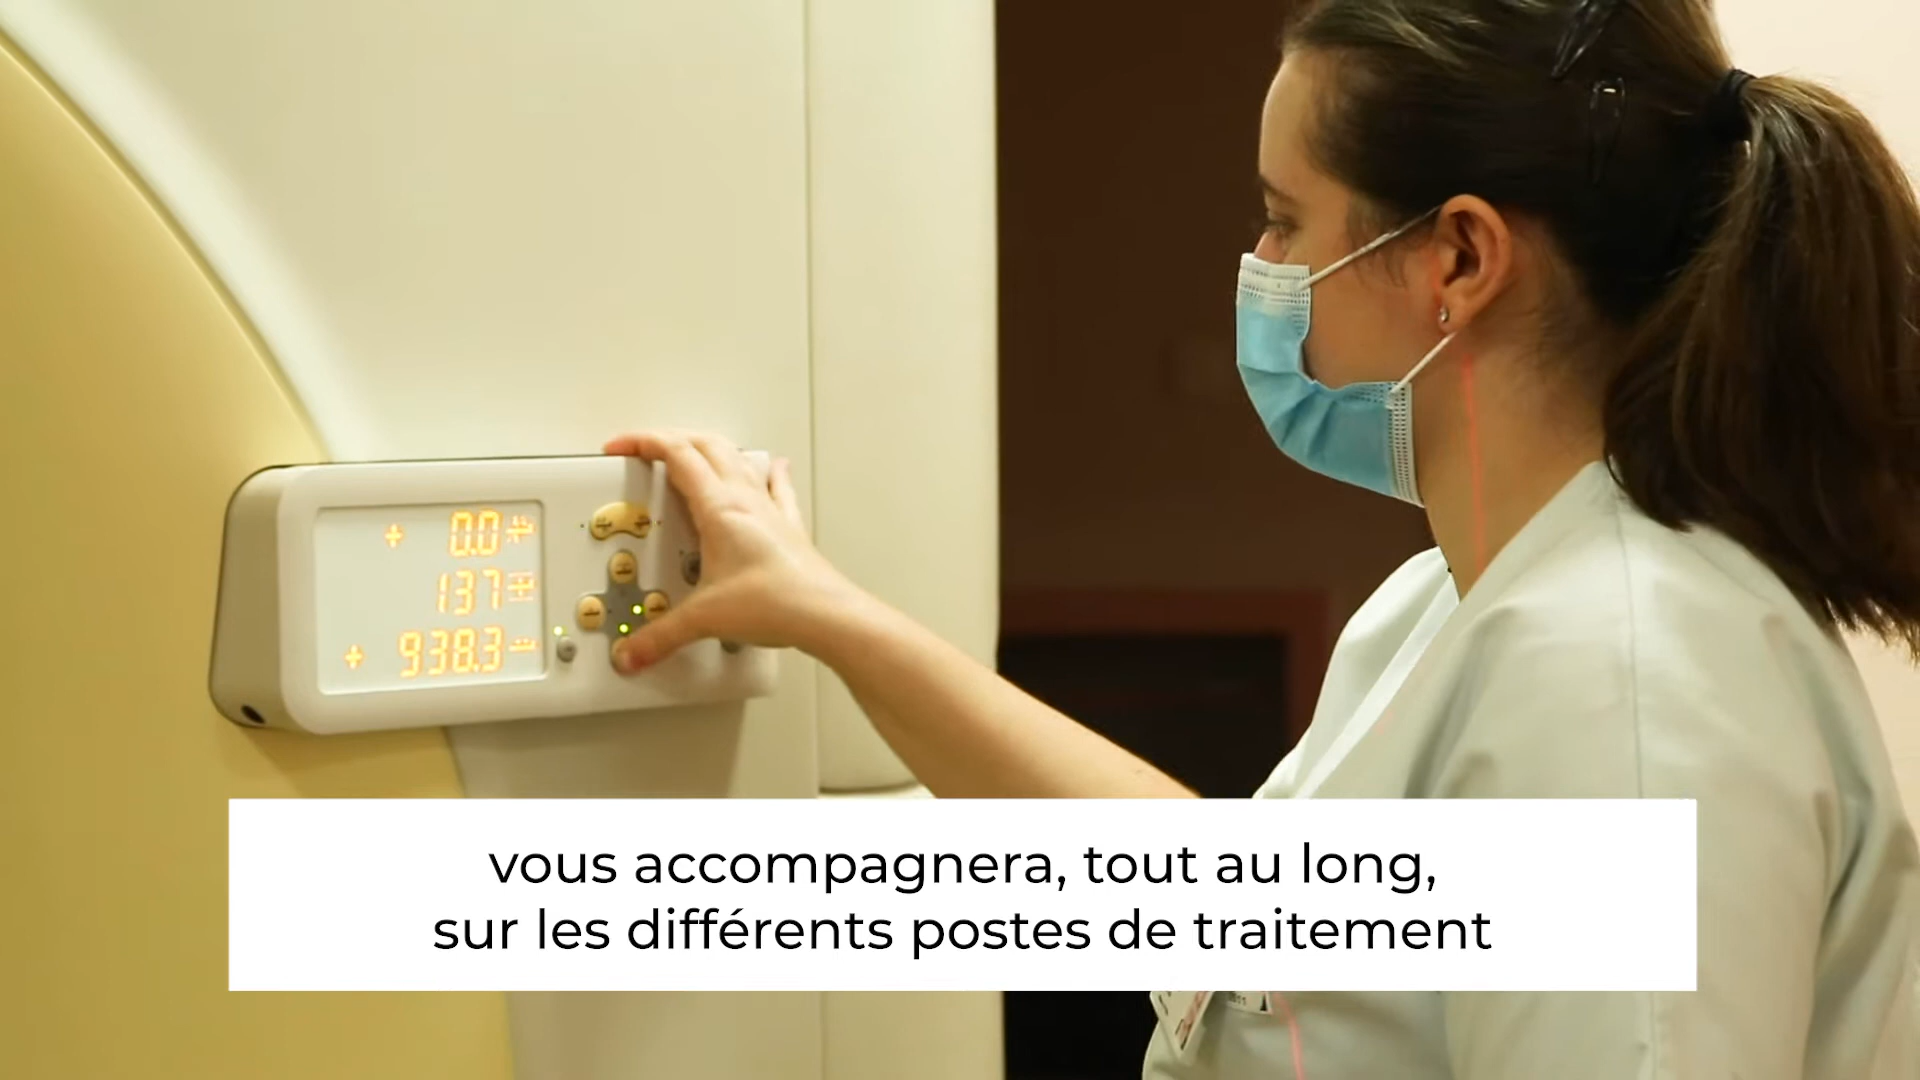 0.0
137
938.3
vous accompagnera, tout au long,
sur les différents postes de traitement